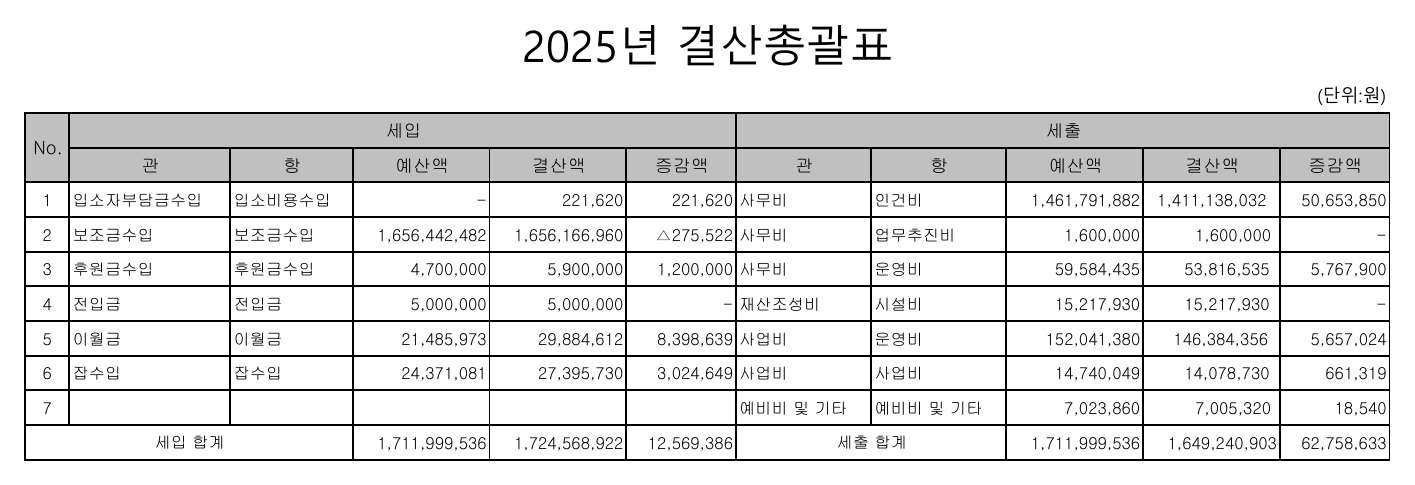 2025년 결산총괄표
(단위:원)
No. 세입 세출
관 항 예산액 결산액 증감액 관 항 예산액 결산액 증감액
1 입소자부담금수입 입소비용수입 - 221,620 221,620 사무비 인건비 1,461,791,882 1,411,138,032 50,653,850
2 보조금수입 보조금수입 1,656,442,482 1,656,166,960 △275,522 사무비 업무추진비 1,600,000 1,600,000 -
3 후원금수입 후원금수입 4,700,000 5,900,000 1,200,000 사무비 운영비 59,584,435 53,816,535 5,767,900
4 전입금 전입금 5,000,000 5,000,000 - 재산조성비 시설비 15,217,930 15,217,930 -
5 이월금 이월금 21,485,973 29,884,612 8,398,639 사업비 운영비 152,041,380 146,384,356 5,657,024
6 잡수입 잡수입 24,371,081 27,395,730 3,024,649 사업비 사업비 14,740,049 14,078,730 661,319
7 예비비 및 기타 예비비 및 기타 7,023,860 7,005,320 18,540
세입 합계 1,711,999,536 1,724,568,922 12,569,386 세출 합계 1,711,999,536 1,649,240,903 62,758,633